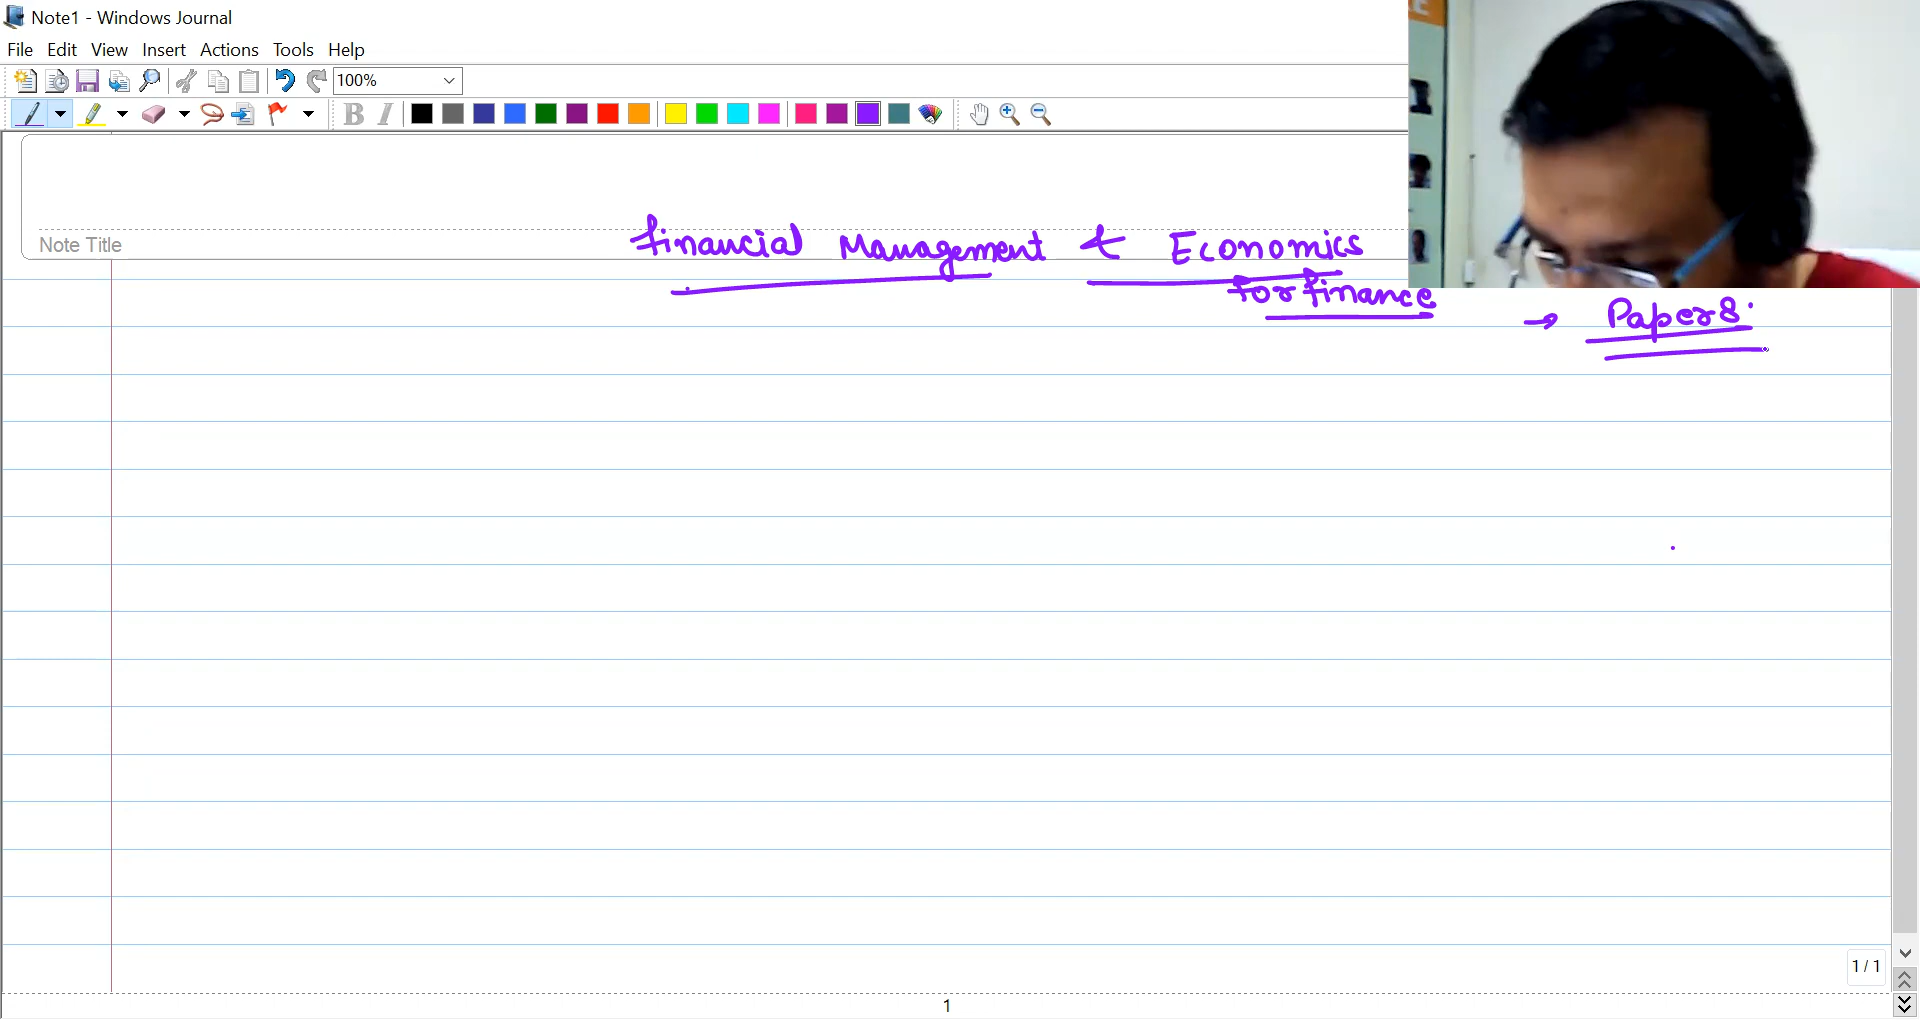 Note1 - Windows Journal
File Edit View Insert Actions Tools Help
100%
B I
Note Title
financial Management & Economics
for finance
→ Paper 8.
1 / 1
1